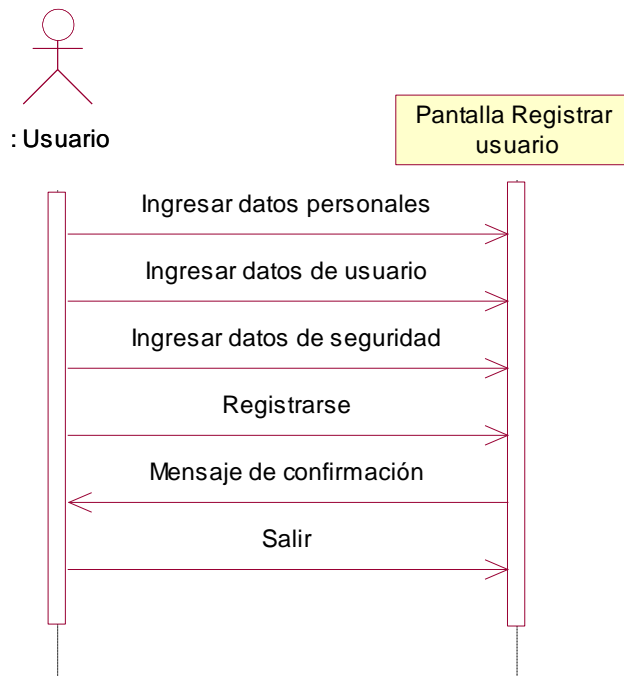 : Usuario
Pantalla Registrar
usuario
Ingresar datos personales
Ingresar datos de usuario
Ingresar datos de seguridad
Registrarse
Mensaje de confirmación
Salir